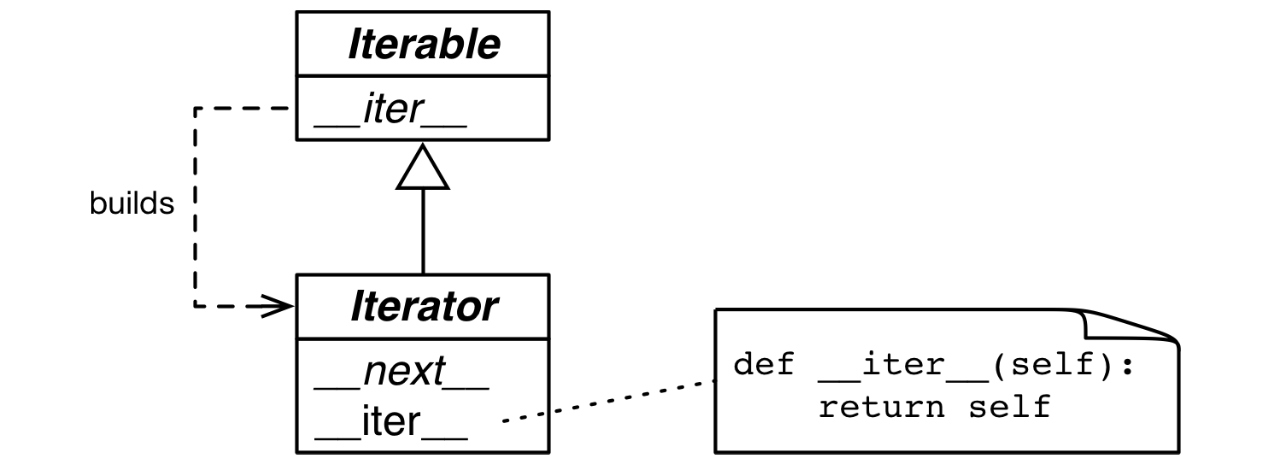 Iterable
__iter__
builds
Iterator
__next__
__iter__
def __iter__(self):
    return self